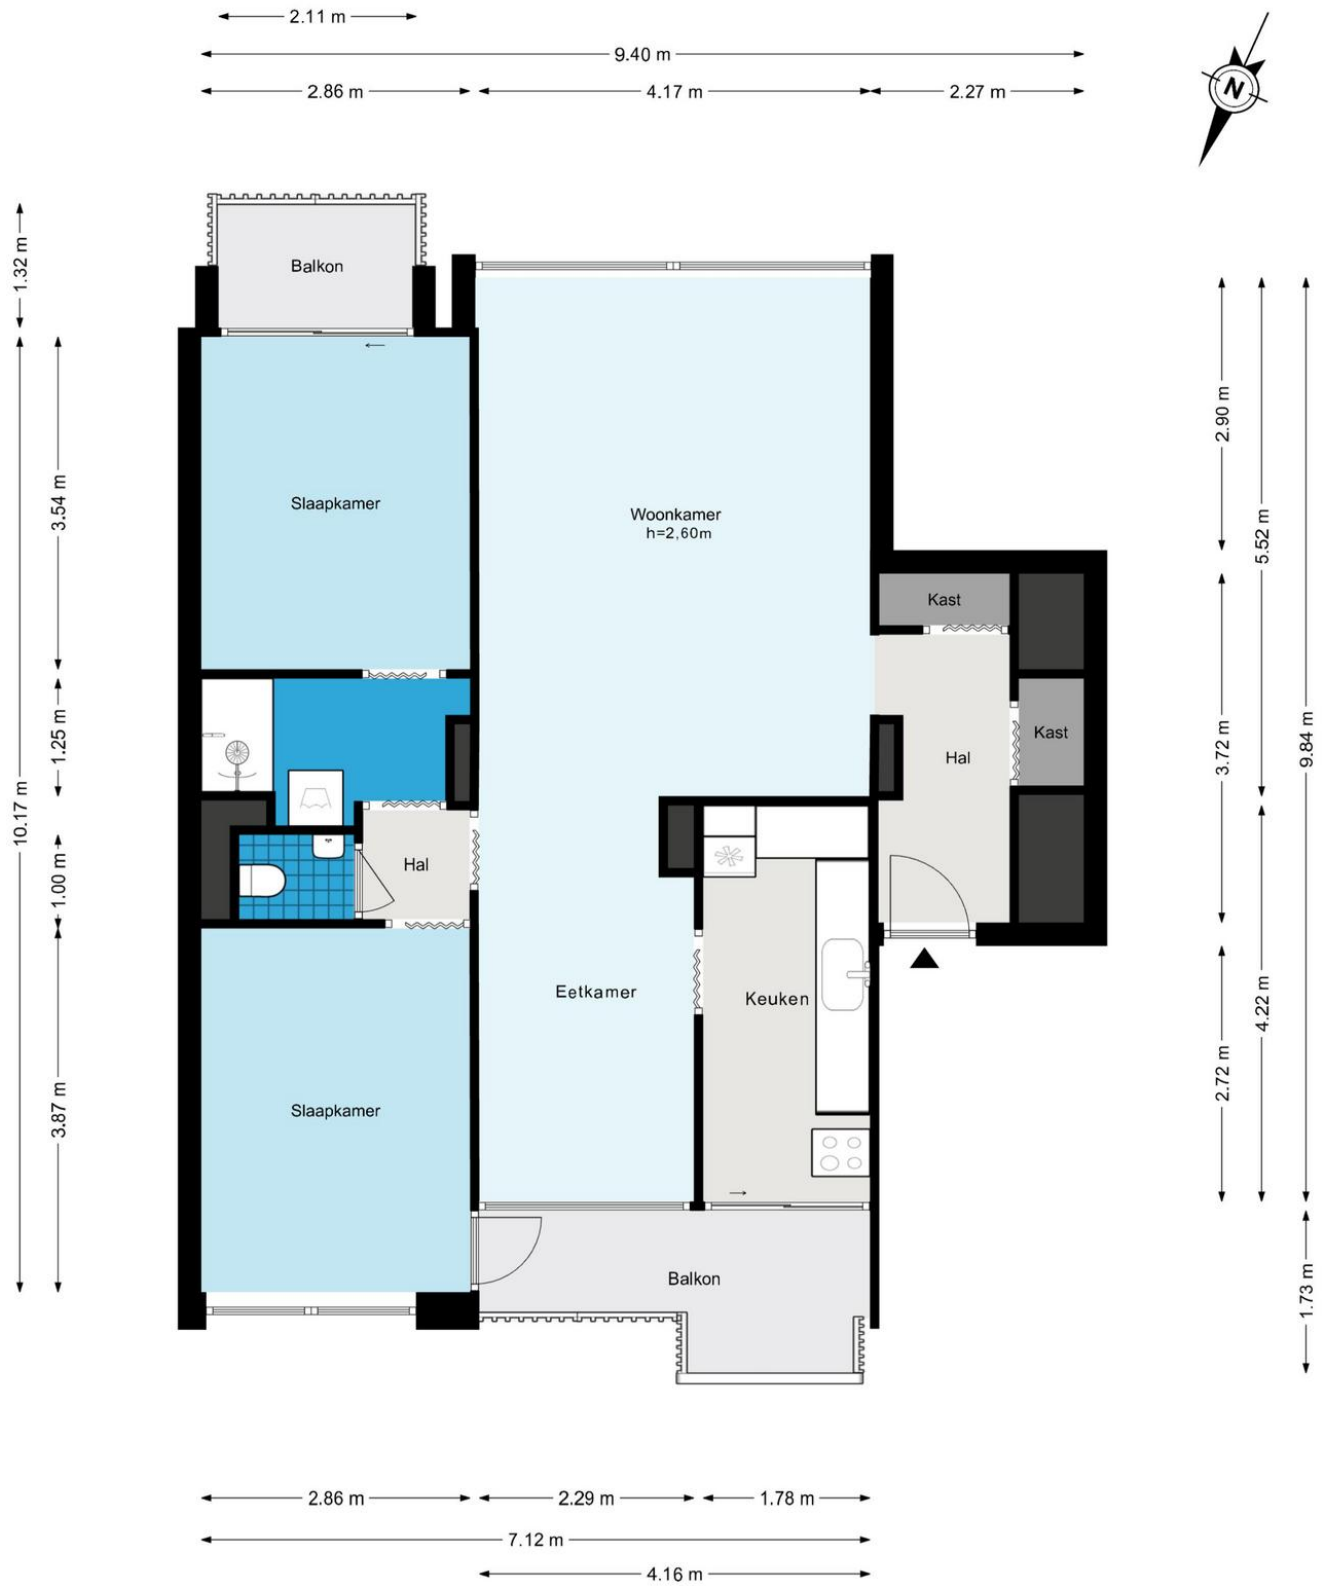 2.11 m
9.40 m
2.86 m
4.17 m
2.27 m
N
1.32 m
10.17 m
3.54 m
1.25 m
1.00 m
3.87 m
Balkon
Slaapkamer
Woonkamer
h=2,60m
Kast
Kast
Hal
Hal
Eetkamer
Keuken
Slaapkamer
Balkon
2.90 m
3.72 m
2.72 m
5.52 m
4.22 m
9.84 m
1.73 m
2.86 m
2.29 m
1.78 m
7.12 m
4.16 m